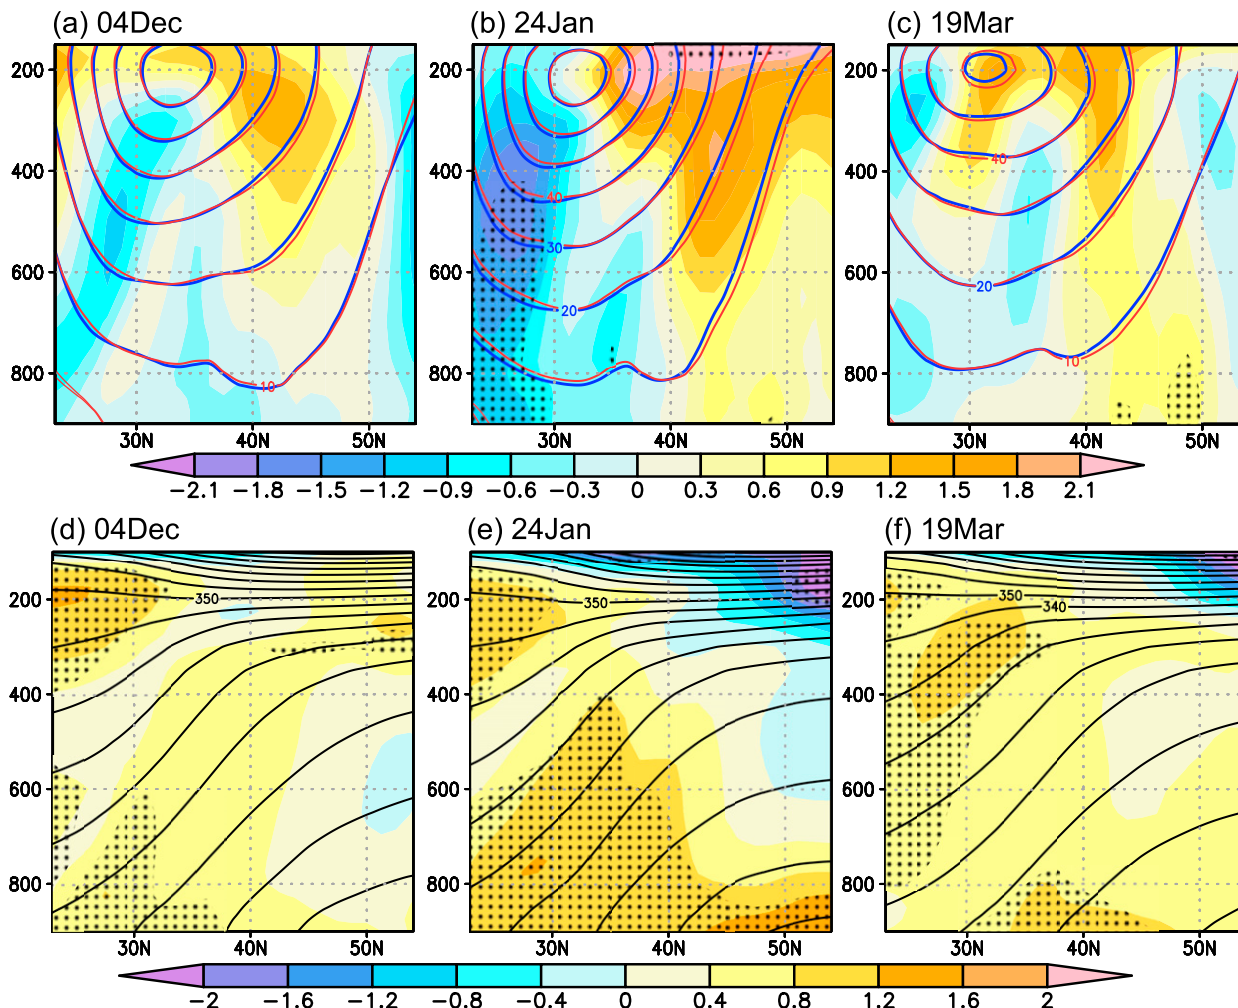 (a) 04Dec (b) 24Jan (c) 19Mar
200 200 200
40
400 400 400
40
30
600 600 600
20 20
10 10
800 800 800
30N 40N 50N 30N 40N 50N 30N 40N 50N
−2.1 −1.8 −1.5 −1.2 −0.9 −0.6 −0.3 0 0.3 0.6 0.9 1.2 1.5 1.8 2.1
(d) 04Dec (e) 24Jan (f) 19Mar
200 350 200 350 200 350 340
400 400 400
600 600 600
800 800 800
30N 40N 50N 30N 40N 50N 30N 40N 50N
−2 −1.6 −1.2 −0.8 −0.4 0 0.4 0.8 1.2 1.6 2